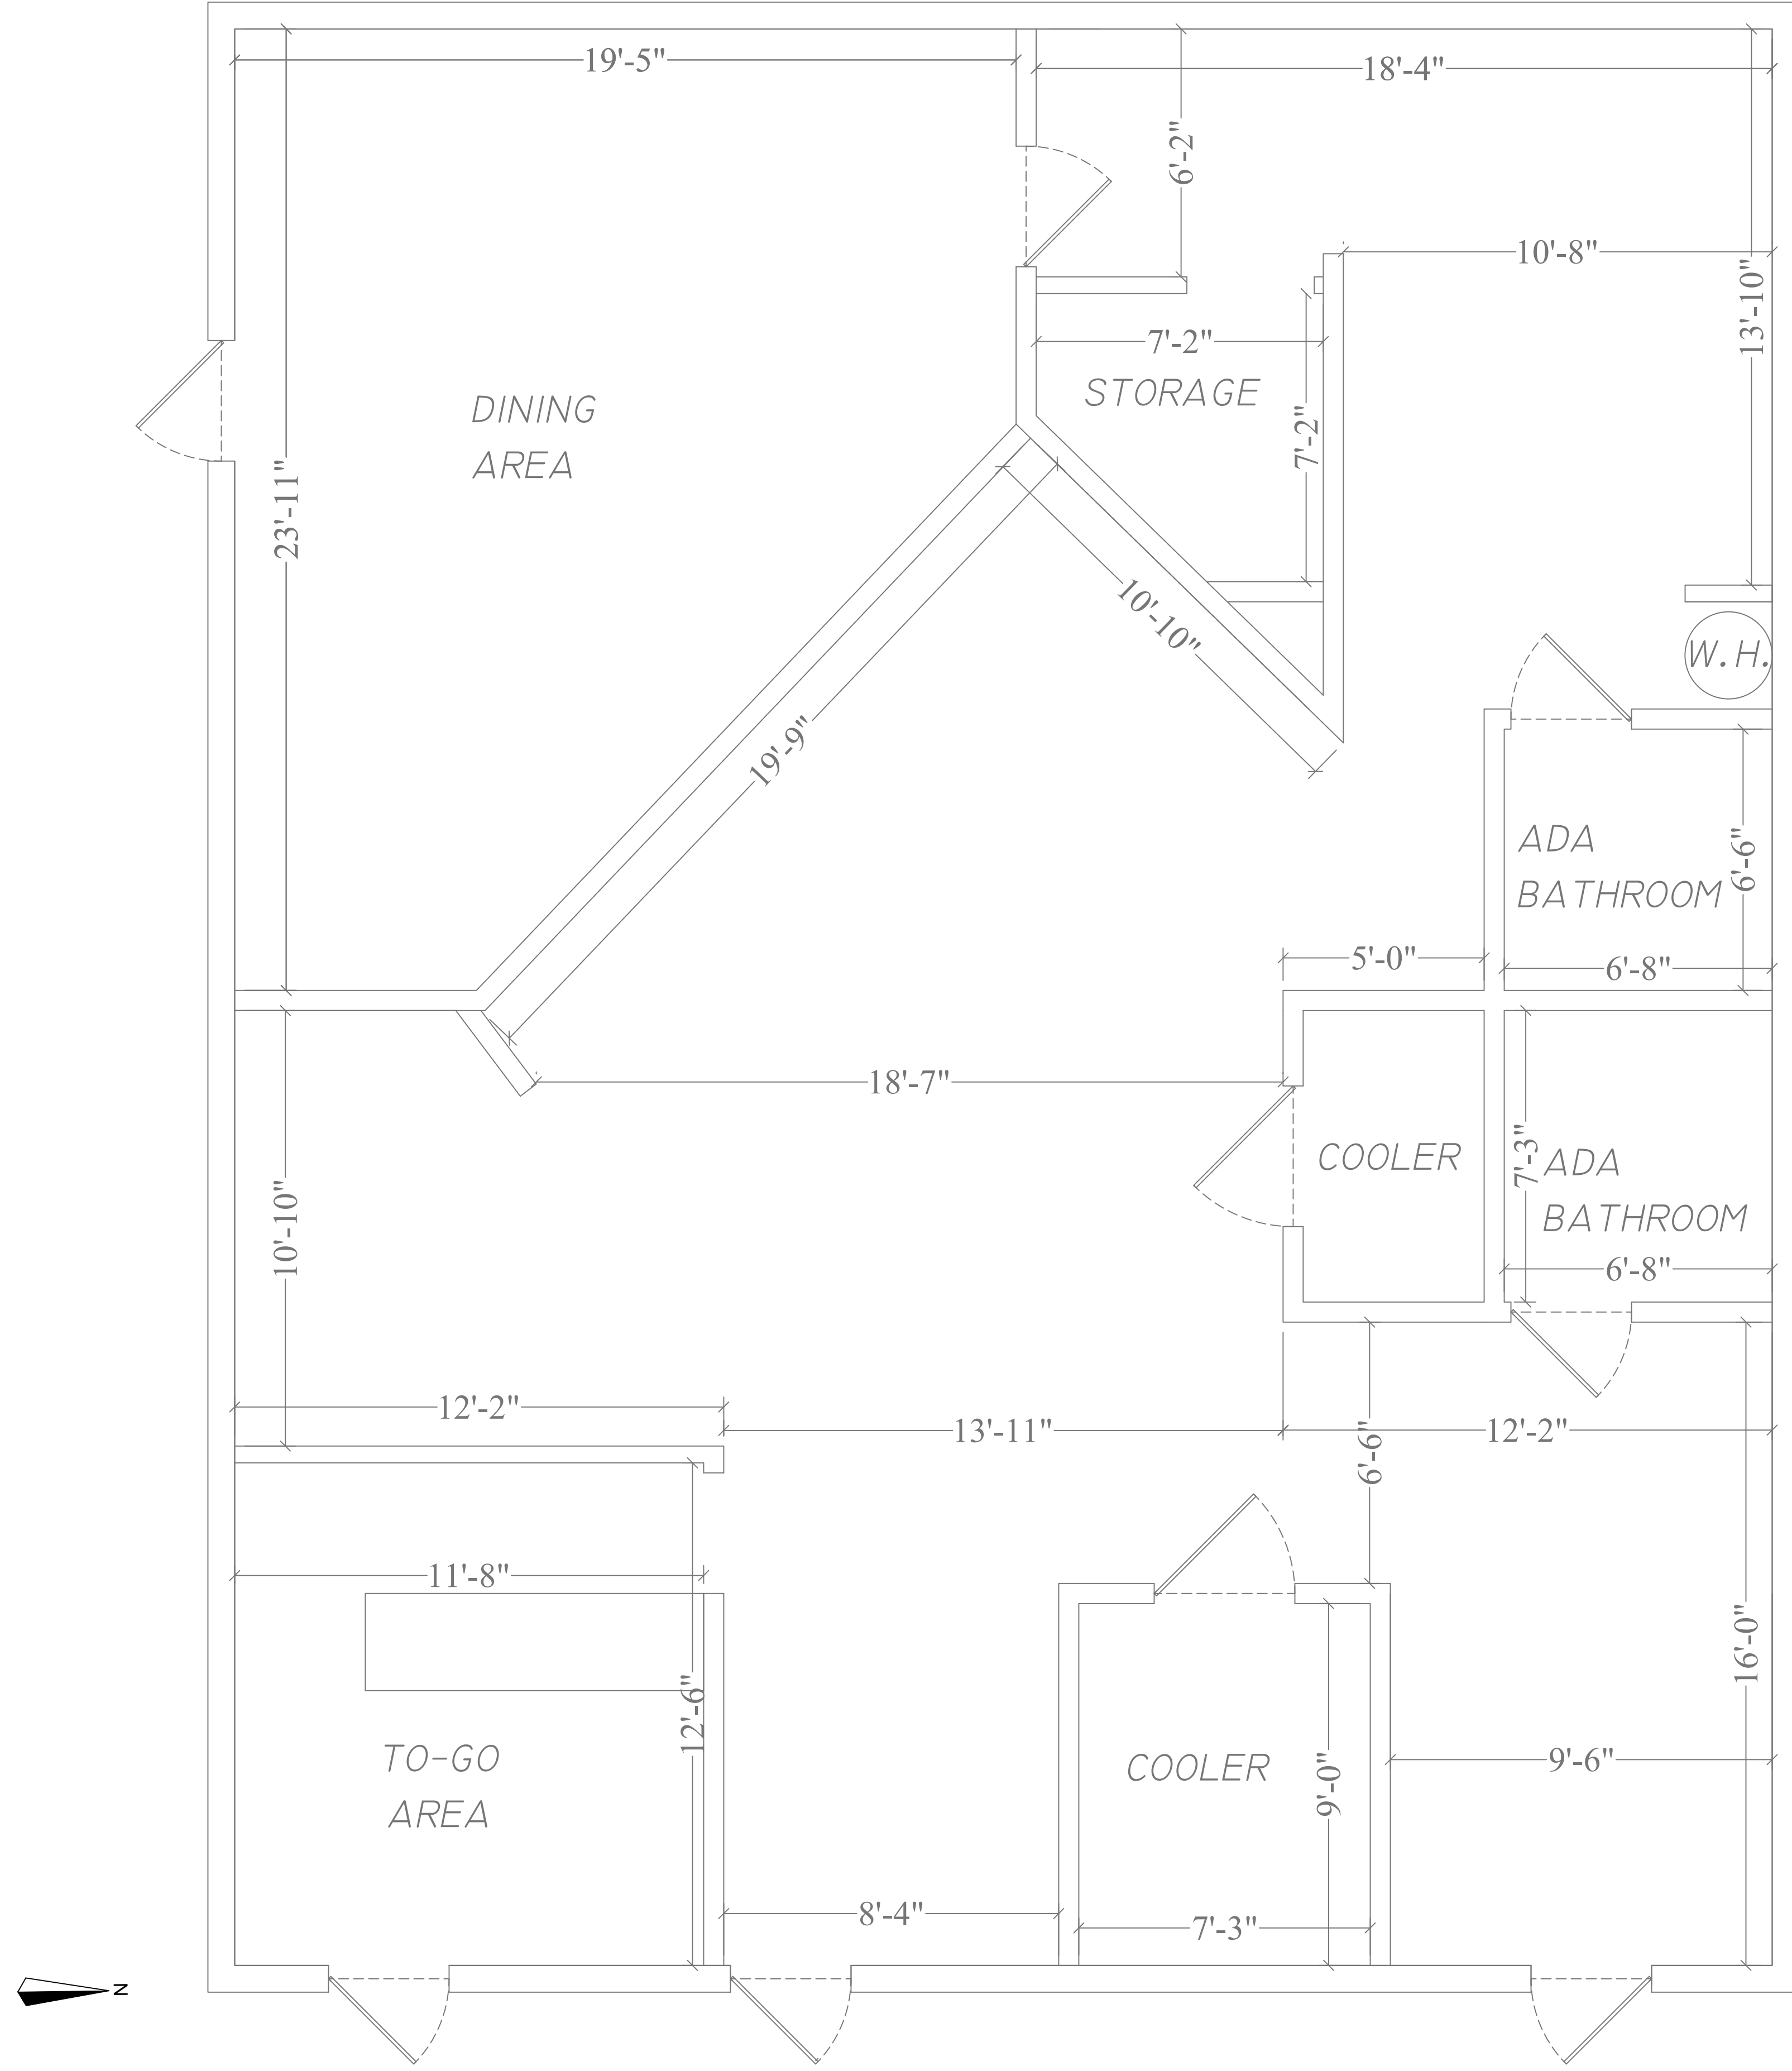 19'-5"
18'-4"
6'-2"
10'-8"
13'-10"
7'-2"
STORAGE
DINING
AREA
7'-2"
23'-11"
10'-10"
W.H.
19'-9"
ADA
BATHROOM
6'-6"
5'-0"
6'-8"
18'-7"
COOLER
7'-3"
ADA
BATHROOM
10'-10"
6'-8"
12'-2"
13'-11"
12'-2"
6'-6"
11'-8"
16'-0"
12'-6"
TO-GO
AREA
COOLER
9'-0"
9'-6"
8'-4"
7'-3"
N